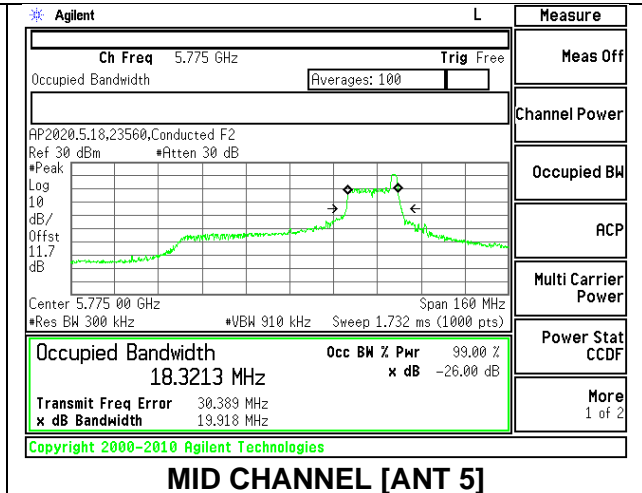 Agilent L Measure
Ch Freq 5.775 GHz Trig Free
Meas Off
Occupied Bandwidth Averages: 100
Channel Power
AP2020.5.18,23560,Conducted F2
Ref 30 dBm #Atten 30 dB
#Peak
Log
10
dB/
Offst
11.7
dB
Occupied BW
ACP
Multi Carrier
Power
Center 5.775 00 GHz Span 160 MHz
#Res BW 300 kHz #VBW 910 kHz Sweep 1.732 ms (1000 pts)
Power Stat
CCDF
Occupied Bandwidth Occ BW % Pwr 99.00 %
18.3213 MHz x dB -26.00 dB
Transmit Freq Error 30.389 MHz
x dB Bandwidth 19.918 MHz
More
1 of 2
Copyright 2000-2010 Agilent Technologies
MID CHANNEL [ANT 5]